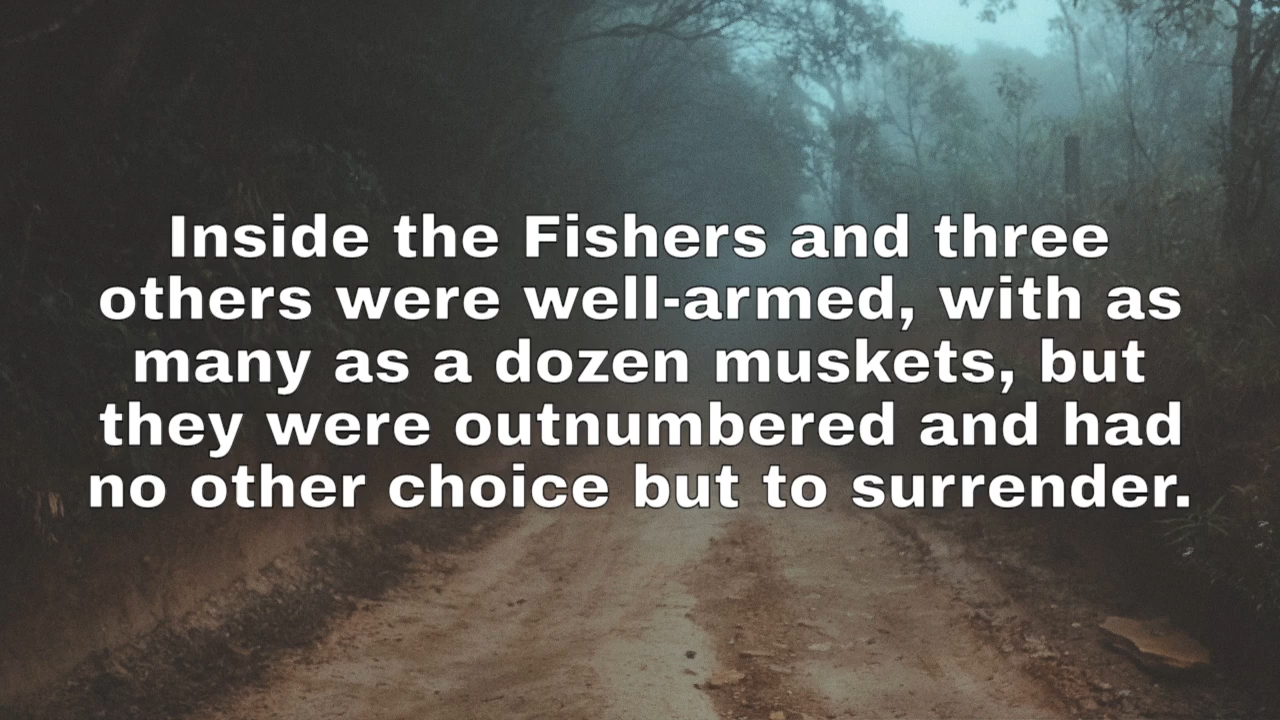 Inside the Fishers and three
others were well-armed, with as
many as a dozen muskets, but
they were outnumbered and had
no other choice but to surrender.